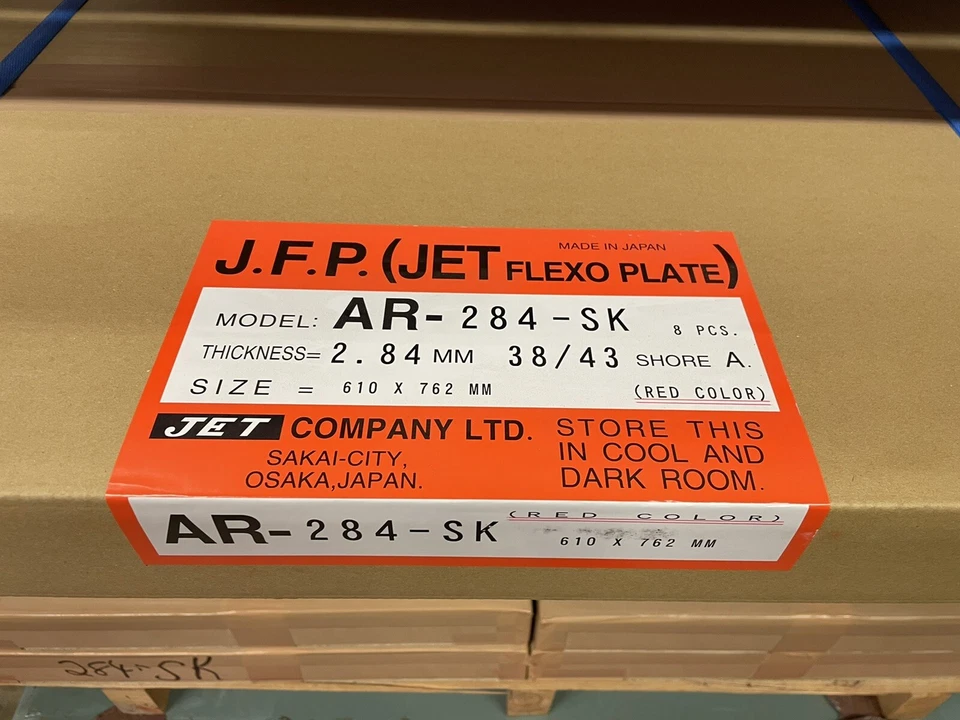 MADE IN JAPAN
J.F.P. (JET FLEXO PLATE)
MODEL: AR-284-SK 8 PCS.
THICKNESS= 2.84 MM 38/43 SHORE A.
SIZE = 610 X 762 MM (RED COLOR)
JET COMPANY LTD.
SAKAI-CITY,
OSAKA,JAPAN.
STORE THIS
IN COOL AND
DARK ROOM.
AR-284-SK (RED COLOR)
610 X 762 MM
284-SK